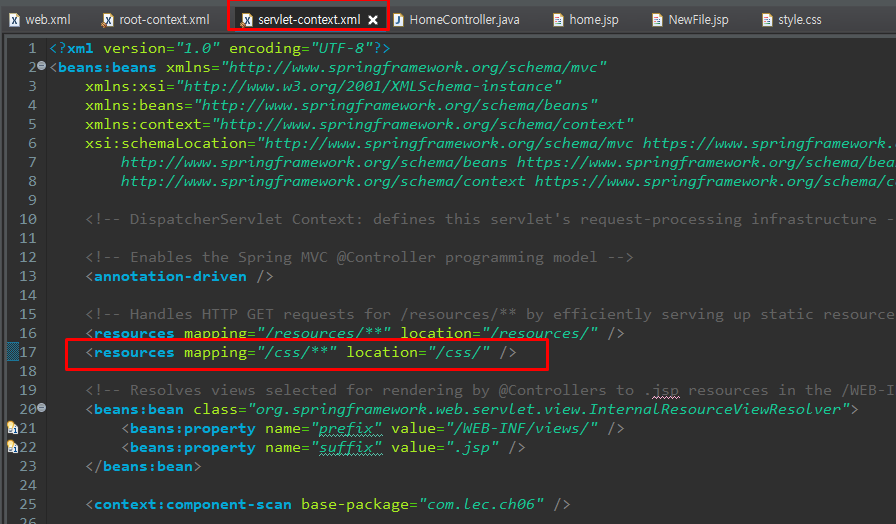 web.xml root-context.xml servlet-context.xml HomeController.java home.jsp NewFile.jsp style.css
1 <?xml version="1.0" encoding="UTF-8"?>
2 <beans:beans xmlns="http://www.springframework.org/schema/mvc"
3 xmlns:xsi="http://www.w3.org/2001/XMLSchema-instance"
4 xmlns:beans="http://www.springframework.org/schema/beans"
5 xmlns:context="http://www.springframework.org/schema/context"
6 xsi:schemaLocation="http://www.springframework.org/schema/mvc https://www.springframework.
7 http://www.springframework.org/schema/beans https://www.springframework.org/schema/bea
8 http://www.springframework.org/schema/context https://www.springframework.org/schema/c
9
10 <!-- DispatcherServlet Context: defines this servlet's request-processing infrastructure -
11
12 <!-- Enables the Spring MVC @Controller programming model -->
13 <annotation-driven />
14
15 <!-- Handles HTTP GET requests for /resources/** by efficiently serving up static resource
16 <resources mapping="/resources/**" location="/resources/" />
17 <resources mapping="/css/**" location="/css/" />
18
19 <!-- Resolves views selected for rendering by @Controllers to .jsp resources in the /WEB-I
20 <beans:bean class="org.springframework.web.servlet.view.InternalResourceViewResolver">
21 <beans:property name="prefix" value="/WEB-INF/views/" />
22 <beans:property name="suffix" value=".jsp" />
23 </beans:bean>
24
25 <context:component-scan base-package="com.lec.ch06" />
26